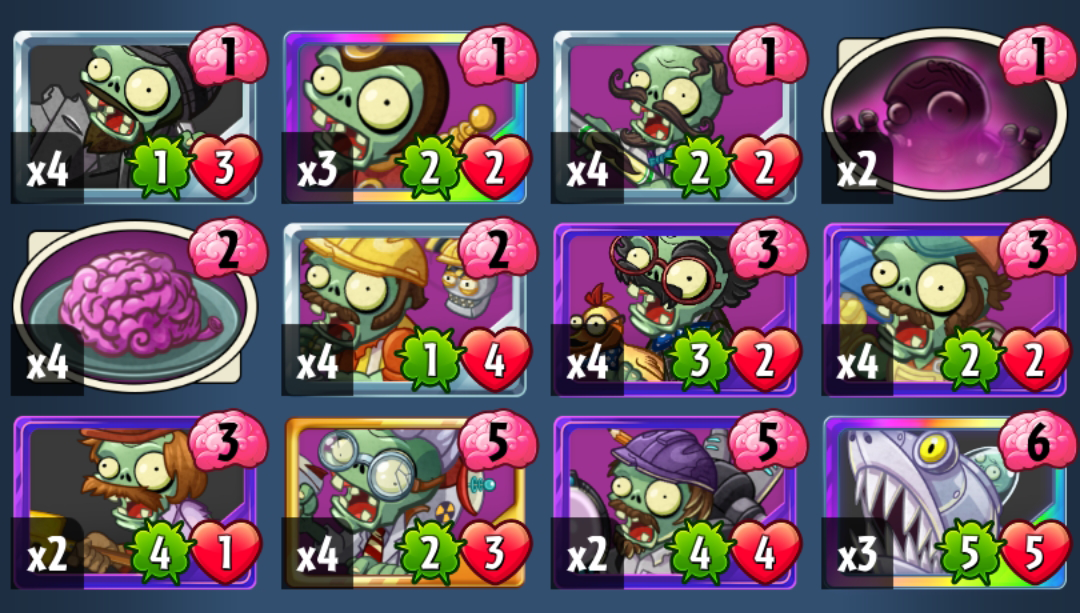 1 1 1 1
x4 1 3 x3 2 2 x4 2 2 x2
2 2 3 3
x4 x4 1 4 x4 3 2 x4 2 2
3 5 5 6
x2 4 1 x4 2 3 x2 4 4 x3 5 5